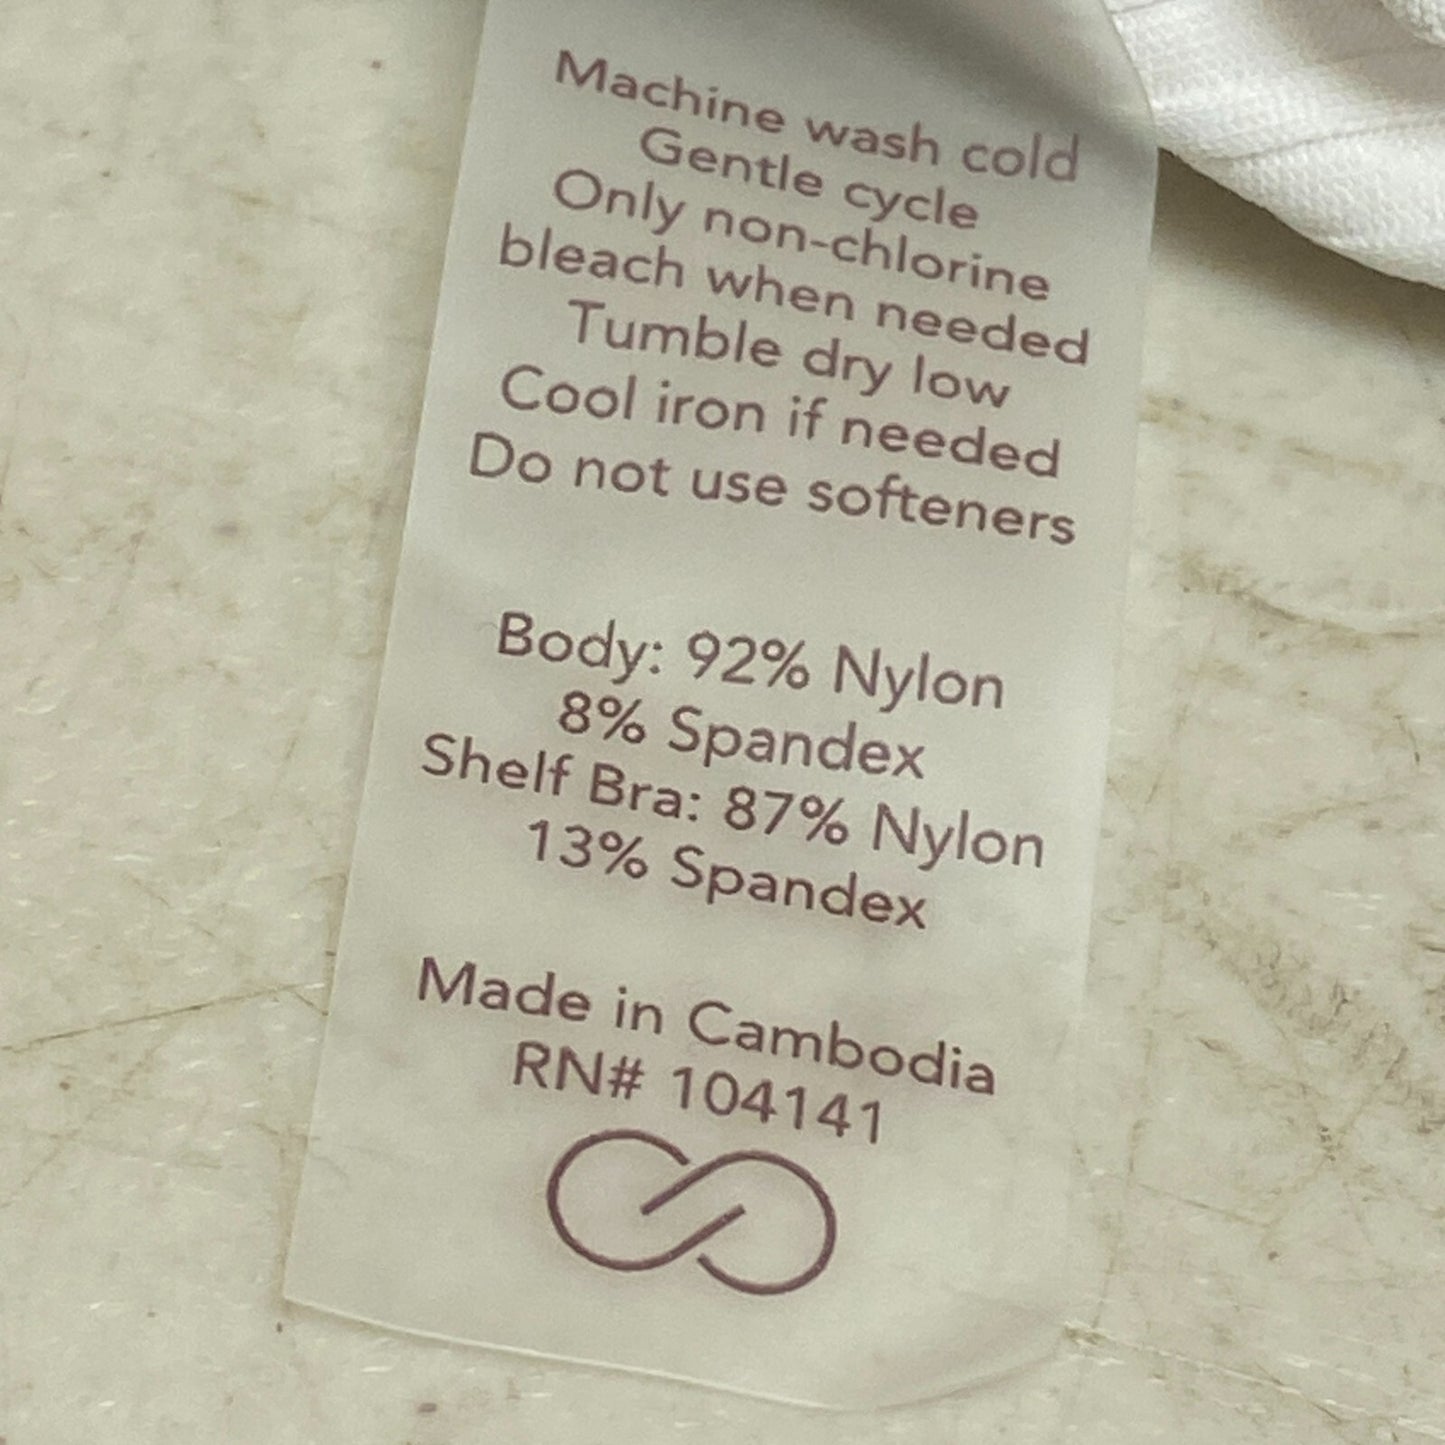 Machine wash cold
Gentle cycle
Only non-chlorine
bleach when needed
Tumble dry low
Cool iron if needed
Do not use softeners
Body: 92% Nylon
8% Spandex
Shelf Bra: 87% Nylon
13% Spandex
Made in Cambodia
RN# 104141